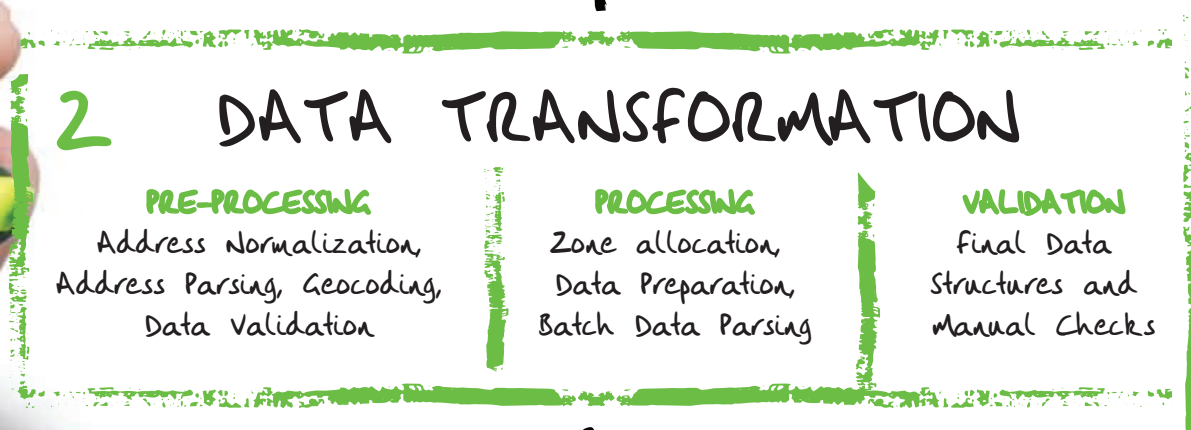 2 DATA TRANSFORMATION
PRE-PROCESSING
Address Normalization,
Address Parsing, Geocoding,
Data Validation
PROCESSING
Zone allocation,
Data Preparation,
Batch Data Parsing
VALIDATION
Final Data
Structures and
Manual Checks